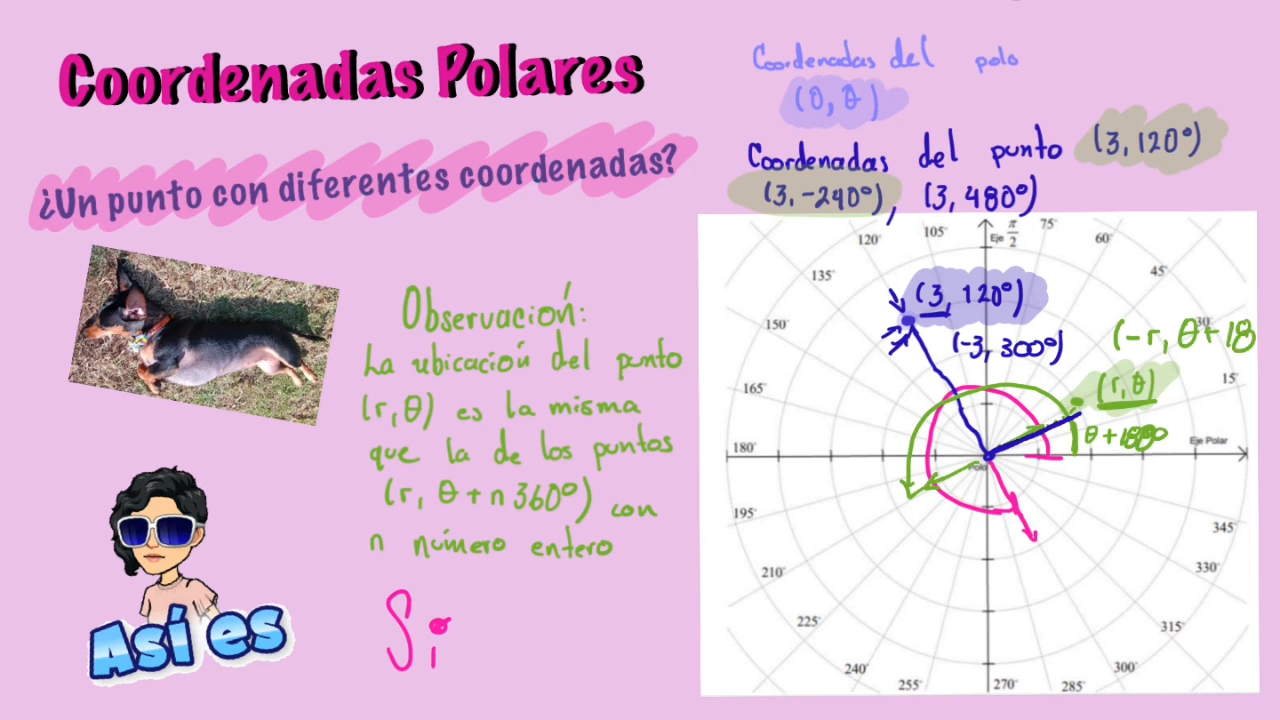 Coordenadas Polares
¿Un punto con diferentes coordenadas?
Observación:
La ubicación del punto
(r,θ) es la misma
que la de los puntos
(r, θ + n 360°) con
n número entero
Si
Así es
Coordenadas del polo
(0, θ)
Coordenadas del punto (3, 120°)
(3, -240°), (3, 480°)
Eje π/2
75°
60°
45°
30°
15°
Eje Polar
345°
330°
315°
300°
285°
270°
255°
240°
225°
210°
195°
180°
165°
150°
135°
120°
105°
(3, 120°)
(-3, 300°)
(-r, θ+18
(r, θ)
θ + 180°
Polo